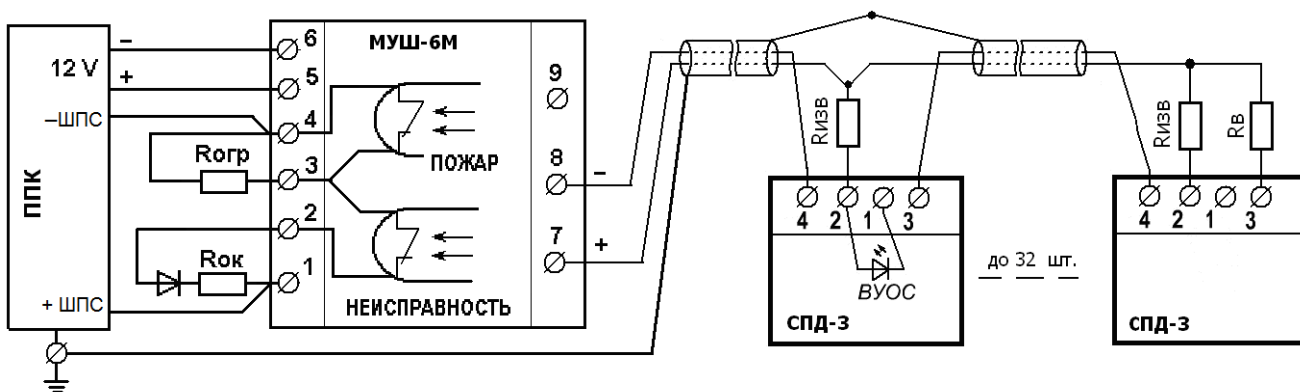 ППК
12 V
–
+
–ШПС
+ ШПС
Rогр
Rок
МУШ-6М
6
5
4
3
2
1
ПОЖАР
НЕИСПРАВНОСТЬ
9
8
7
–
+
Rизв
4 2 1 3
ВУОС
СПД-3
до 32 шт.
Rизв
Rв
4 2 1 3
СПД-3